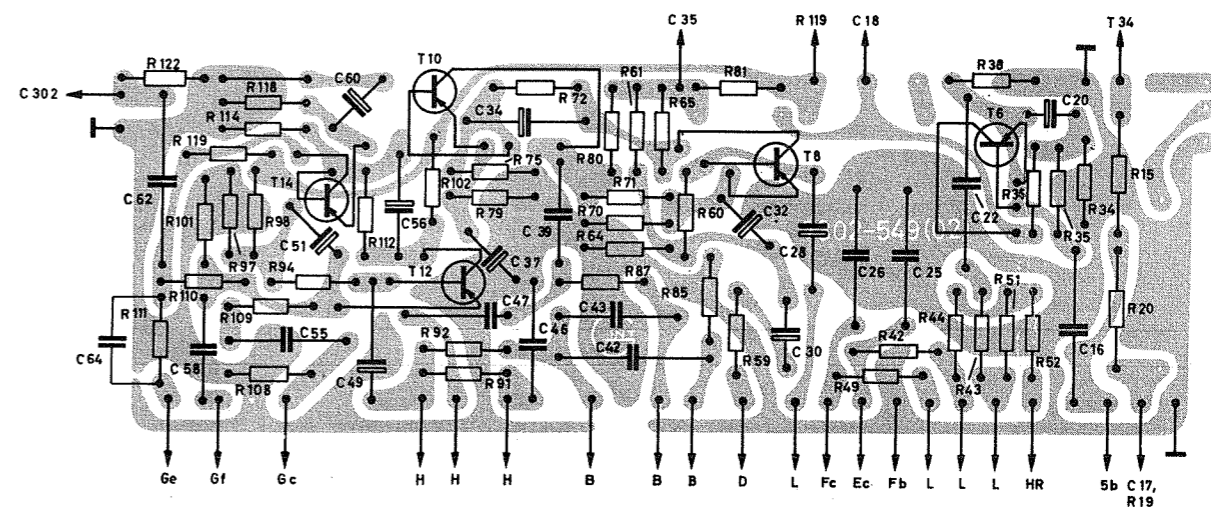 C 35
R 119
C 18
T 34
R 122
R 118
C 60
T 10
R 61
R 81
R 38
C 302
R 114
C 34
R 72
R 65
T 6
C 20
R 119
R 75
R 80
T 8
R 15
C 62
T 14
R 102
R 71
R 36
R 34
R 101
R 98
C 56
R 79
R 70
R 60
C 32
C 22
C 51
R 112
C 39
R 64
C 28
R 35
R 97
R 94
T 12
C 37
C 26
C 25
R 110
R 87
R 85
R 51
R 111
R 109
C 47
C 43
R 44
R 20
C 55
R 92
C 46
R 42
C 64
C 58
C 42
R 59
C 30
R 52
C 16
R 108
C 49
R 91
R 49
R 43
Ge Gf Gc H H H B B B D L Fc Ec Fb L L L HR 5b C 17,
R 19